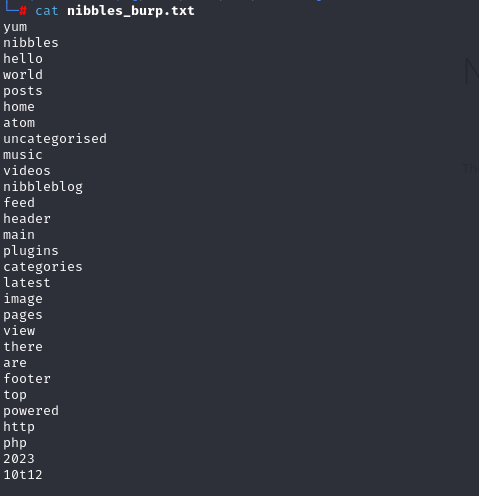 └─# cat nibbles_burp.txt
yum
nibbles
hello
world
posts
home
atom
uncategorised
music
videos
nibbleblog
feed
header
main
plugins
categories
latest
image
pages
view
there
are
footer
top
powered
http
php
2023
10t12